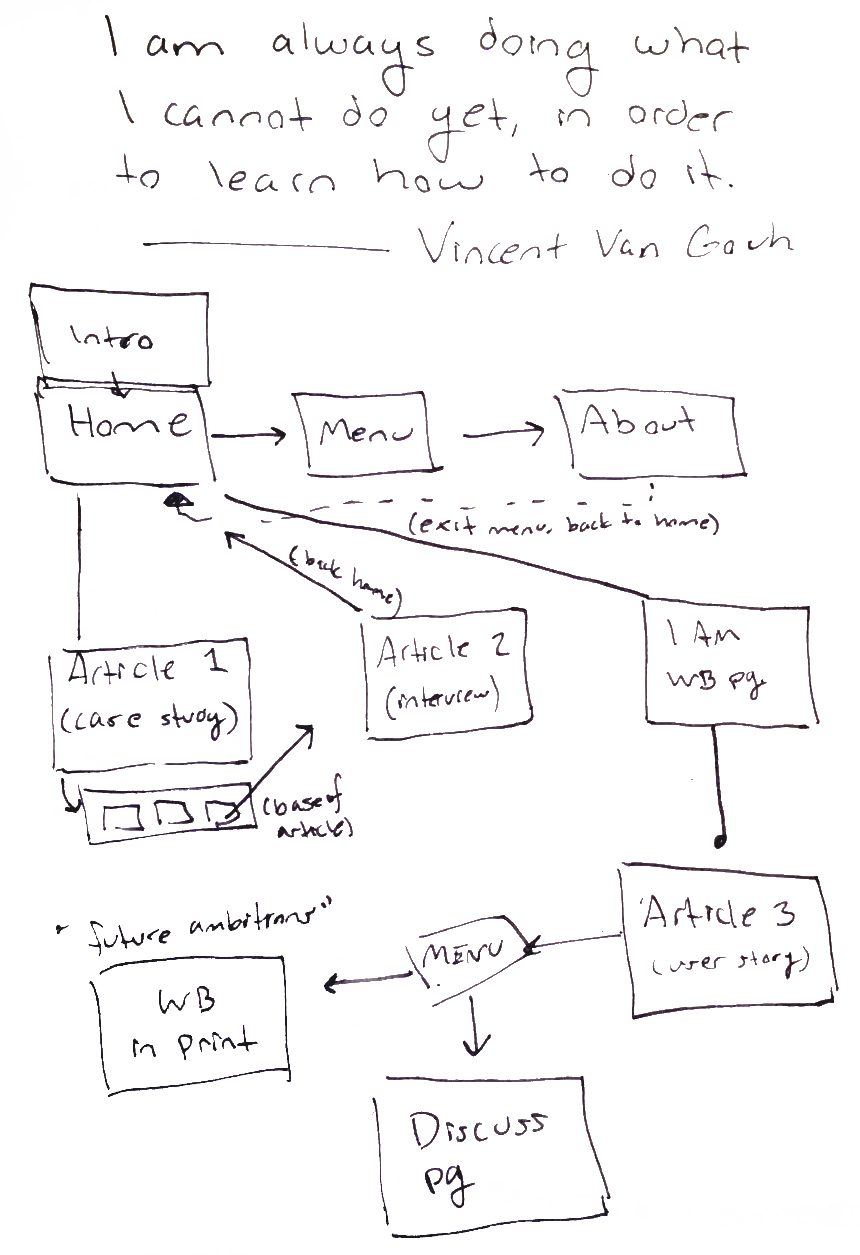 I am always doing what
I cannot do yet, in order
to learn how to do it.
Vincent Van Gouh
Intro
Home
Menu
About
(exit menu, back to home)
(back home)
Article 1
(case study)
Article 2
(interview)
I AM
WB pg.
(base of
article)
"future ambitions"
WB
in print
MENU
Article 3
(user story)
Discuss
pg